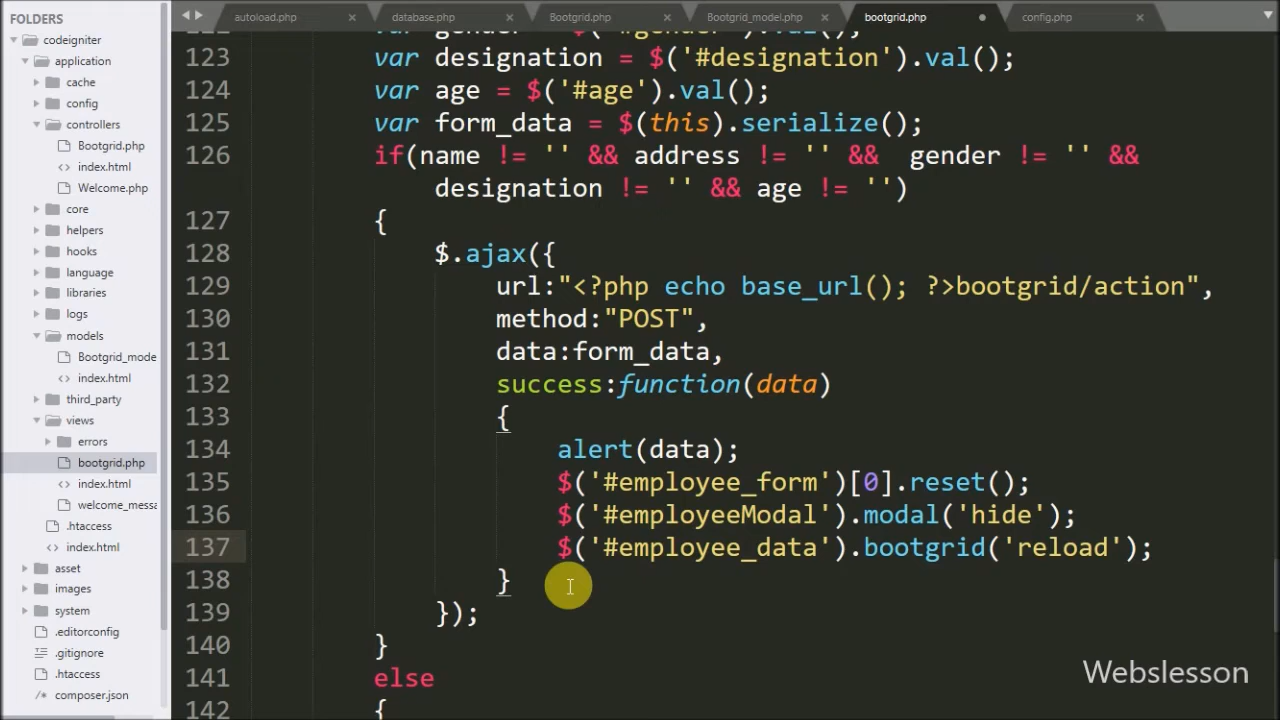 FOLDERS
codeigniter
application
cache
config
controllers
Bootgrid.php
index.html
Welcome.php
core
helpers
hooks
language
libraries
logs
models
Bootgrid_mode
index.html
third_party
views
errors
bootgrid.php
index.html
welcome_messa
.htaccess
index.html
asset
images
system
.editorconfig
.gitignore
.htaccess
composer.json
autoload.php × database.php × Bootgrid.php × Bootgrid_model.php × bootgrid.php config.php ×
var gender = $('#gender').val();
123 var designation = $('#designation').val();
124 var age = $('#age').val();
125 var form_data = $(this).serialize();
126 if(name != '' && address != '' &&  gender != '' &&
designation != '' && age != '')
127 {
128 $.ajax({
129 url:"<?php echo base_url(); ?>bootgrid/action",
130 method:"POST",
131 data:form_data,
132 success:function(data)
133 {
134 alert(data);
135 $('#employee_form')[0].reset();
136 $('#employeeModal').modal('hide');
137 $('#employee_data').bootgrid('reload');
138 }
139 });
140 }
141 else
142 {
Webslesson